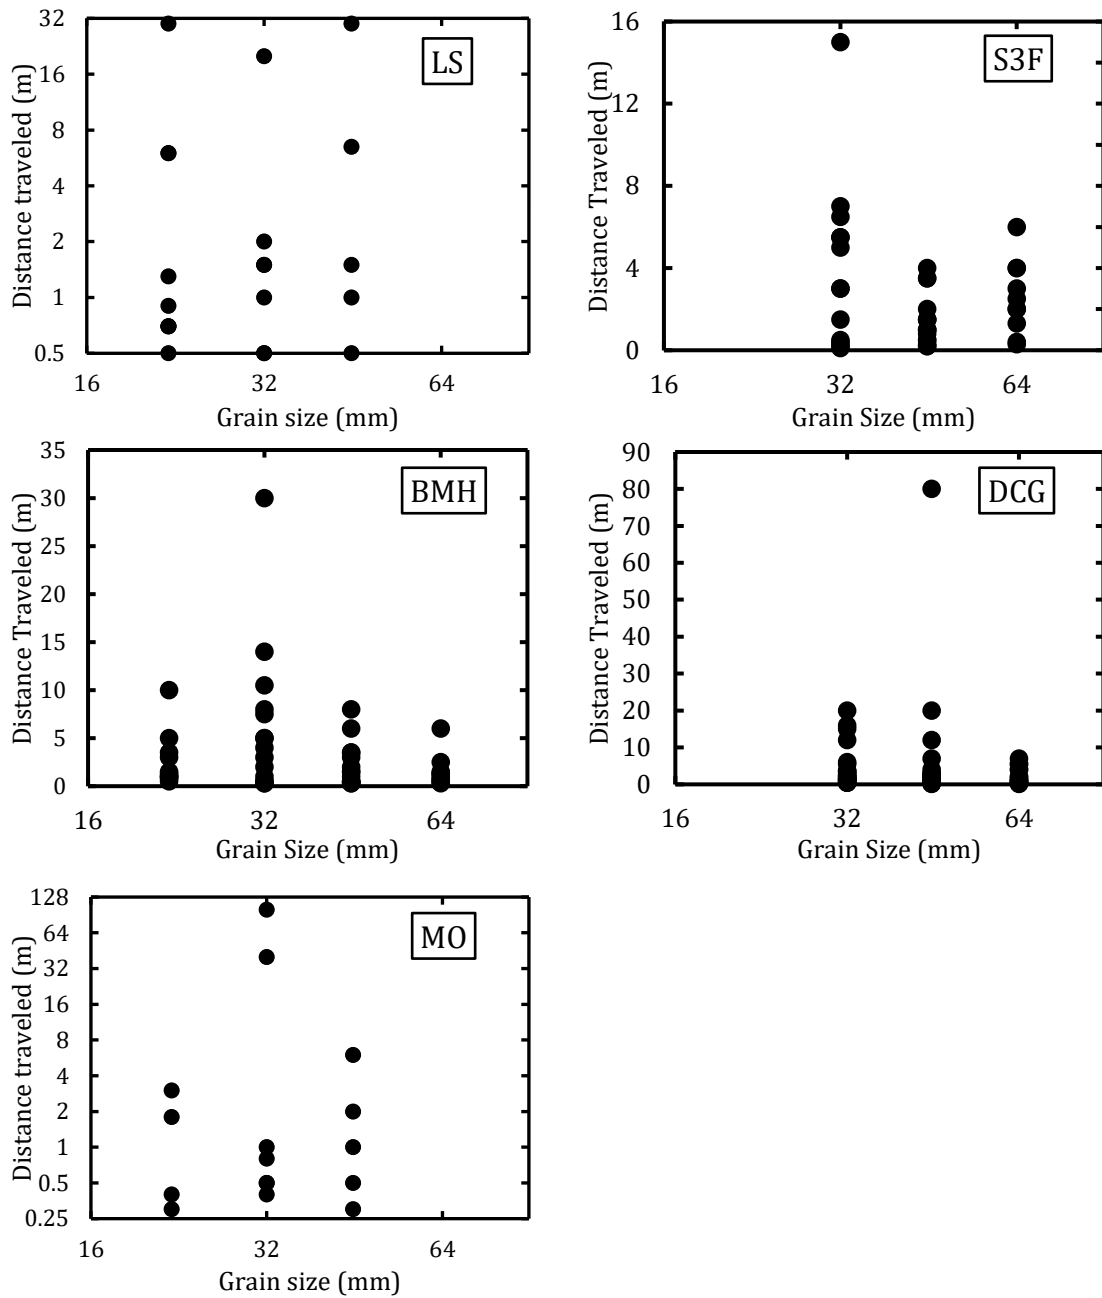 LS
Distance traveled (m)
32
16
8
4
2
1
0.5
16 32 64
Grain size (mm)
S3F
Distance Traveled (m)
16
12
8
4
0
16 32 64
Grain Size (mm)
BMH
Distance Traveled (m)
35
30
25
20
15
10
5
0
16 32 64
Grain Size (mm)
DCG
Distance Traveled (m)
90
80
70
60
50
40
30
20
10
0
16 32 64
Grain Size (mm)
MO
Distance traveled (m)
128
64
32
16
8
4
2
1
0.5
0.25
16 32 64
Grain size (mm)